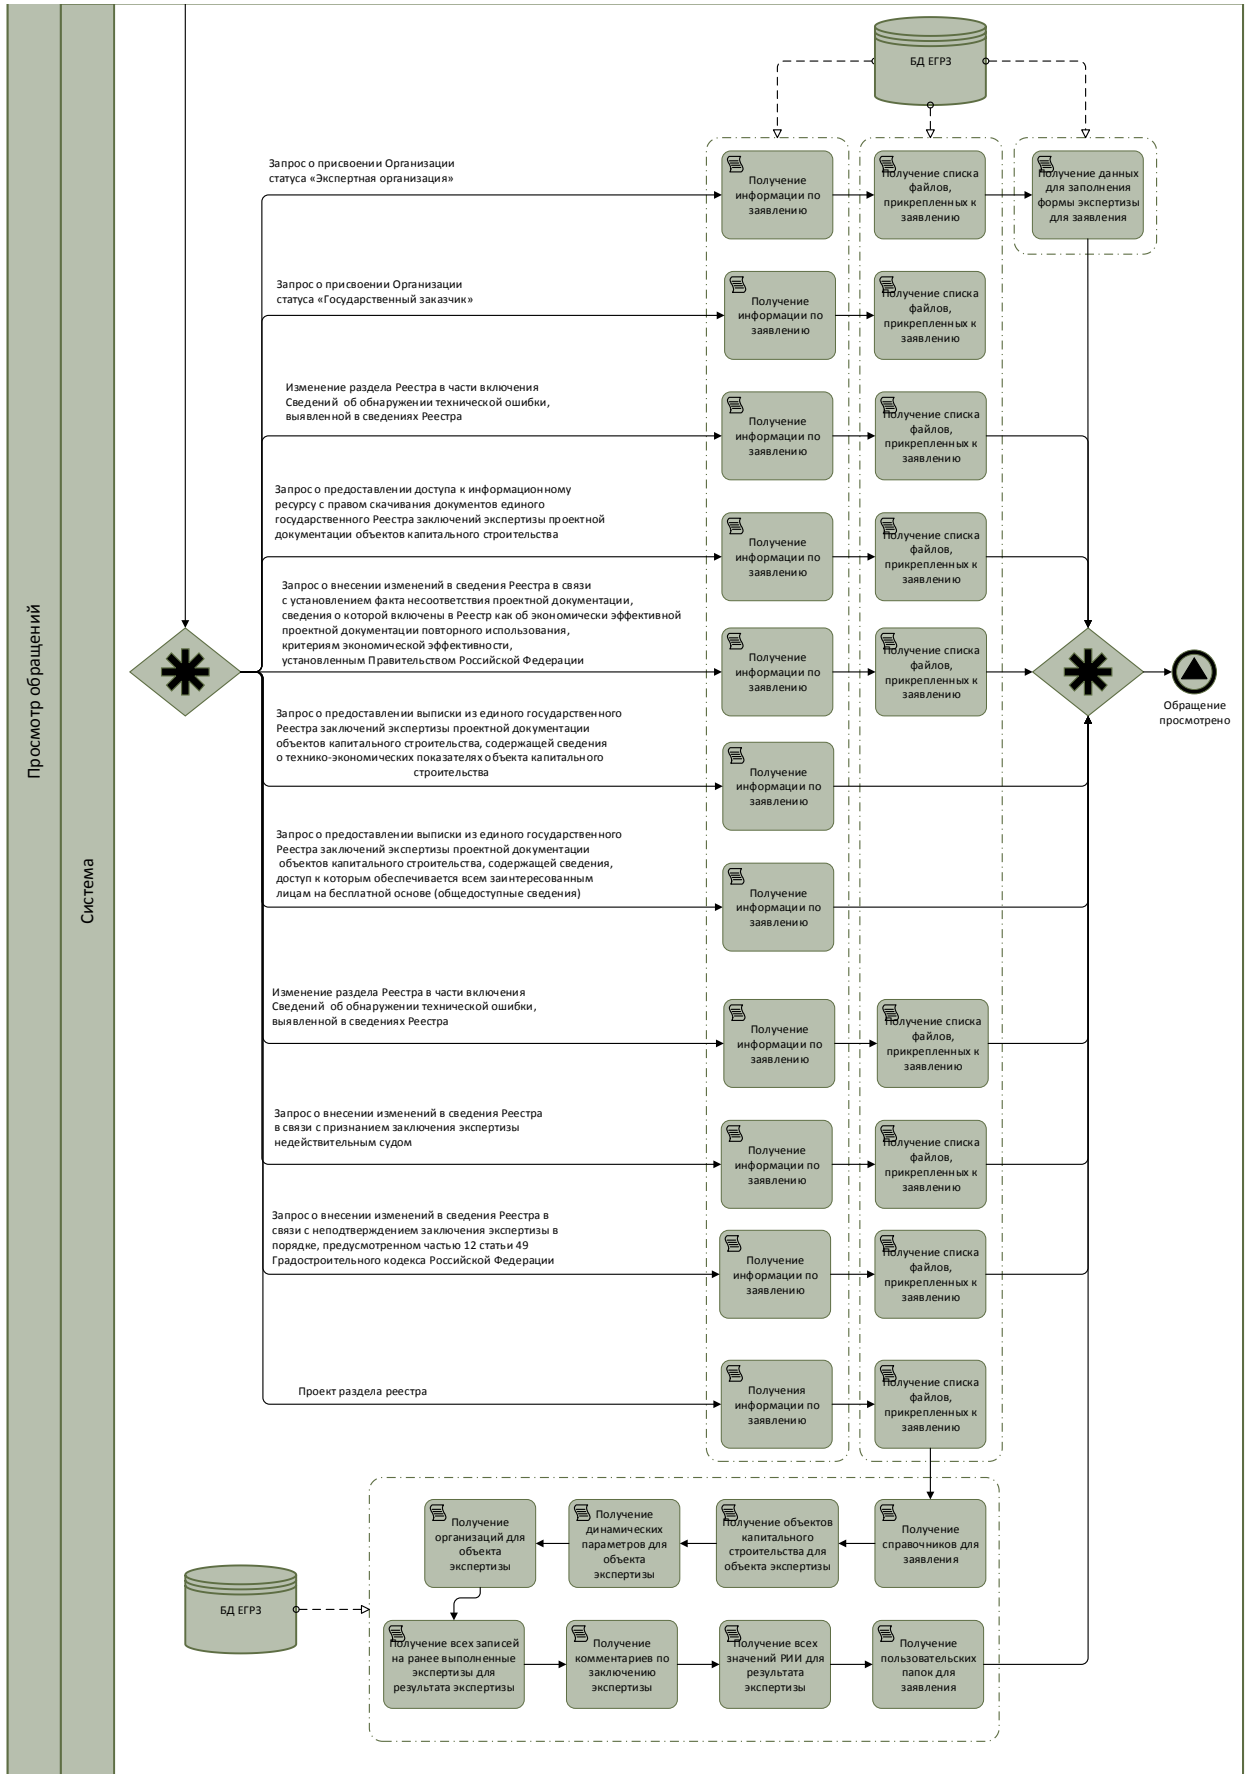 Просмотр обращений
Система
БД ЕГРЗ
Запрос о присвоении Организации
статуса «Экспертная организация»
Получение
информации по
заявлению
Получение списка
файлов,
прикрепленных к
заявлению
Получение данных
для заполнения
формы экспертизы
для заявления
Запрос о присвоении Организации
статуса «Государственный заказчик»
Получение
информации по
заявлению
Получение списка
файлов,
прикрепленных к
заявлению
Изменение раздела Реестра в части включения
Сведений  об обнаружении технической ошибки,
выявленной в сведениях Реестра
Получение
информации по
заявлению
Получение списка
файлов,
прикрепленных к
заявлению
Запрос о предоставлении доступа к информационному
ресурсу с правом скачивания документов единого
государственного Реестра заключений экспертизы проектной
документации объектов капитального строительства
Получение
информации по
заявлению
Получение списка
файлов,
прикрепленных к
заявлению
Запрос о внесении изменений в сведения Реестра в связи
с установлением факта несоответствия проектной документации,
сведения о которой включены в Реестр как об экономически эффективной
проектной документации повторного использования,
критериям экономической эффективности,
установленным Правительством Российской Федерации
Получение
информации по
заявлению
Получение списка
файлов,
прикрепленных к
заявлению
Обращение
просмотрено
Запрос о предоставлении выписки из единого государственного
Реестра заключений экспертизы проектной документации
объектов капитального строительства, содержащей сведения
о технико-экономических показателях объекта капитального
строительства
Получение
информации по
заявлению
Запрос о предоставлении выписки из единого государственного
Реестра заключений экспертизы проектной документации
объектов капитального строительства, содержащей сведения,
доступ к которым обеспечивается всем заинтересованным
лицам на бесплатной основе (общедоступные сведения)
Получение
информации по
заявлению
Изменение раздела Реестра в части включения
Сведений  об обнаружении технической ошибки,
выявленной в сведениях Реестра
Получение
информации по
заявлению
Получение списка
файлов,
прикрепленных к
заявлению
Запрос о внесении изменений в сведения Реестра
в связи с признанием заключения экспертизы
недействительным судом
Получение
информации по
заявлению
Получение списка
файлов,
прикрепленных к
заявлению
Запрос о внесении изменений в сведения Реестра в
связи с неподтверждением заключения экспертизы в
порядке, предусмотренном частью 12 статьи 49
Градостроительного кодекса Российской Федерации
Получение
информации по
заявлению
Получение списка
файлов,
прикрепленных к
заявлению
Проект раздела реестра
Получения
информации по
заявлению
Получение списка
файлов,
прикрепленных к
заявлению
Получение
организаций для
объекта
экспертизы
Получение
динамических
параметров для
объекта
экспертизы
Получение объектов
капитального
строительства для
объекта экспертизы
Получение
справочников для
заявления
БД ЕГРЗ
Получение всех записей
на ранее выполненные
экспертизы для
результата экспертизы
Получение
комментариев по
заключению
экспертизы
Получение всех
значений РИИ для
результата
экспертизы
Получение
пользовательских
папок для
заявления